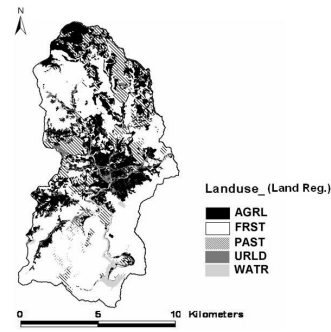 N
Landuse_ (Land Reg.)
AGRL
FRST
PAST
URLD
WATR
0 5 10 Kilometers